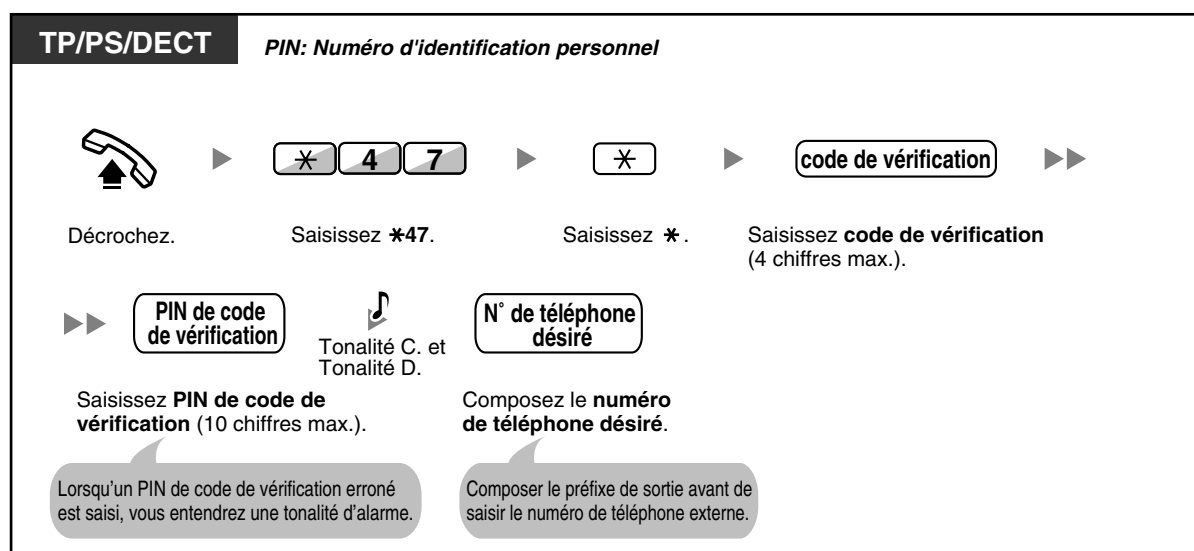 TP/PS/DECT
PIN: Numéro d'identification personnel
* 4 7
*
code de vérification
Décrochez.
Saisissez *47.
Saisissez *.
Saisissez code de vérification
(4 chiffres max.).
PIN de code
de vérification
Tonalité C. et
Tonalité D.
N° de téléphone
désiré
Saisissez PIN de code de
vérification (10 chiffres max.).
Composez le numéro
de téléphone désiré.
Lorsqu'un PIN de code de vérification erroné
est saisi, vous entendrez une tonalité d'alarme.
Composer le préfixe de sortie avant de
saisir le numéro de téléphone externe.